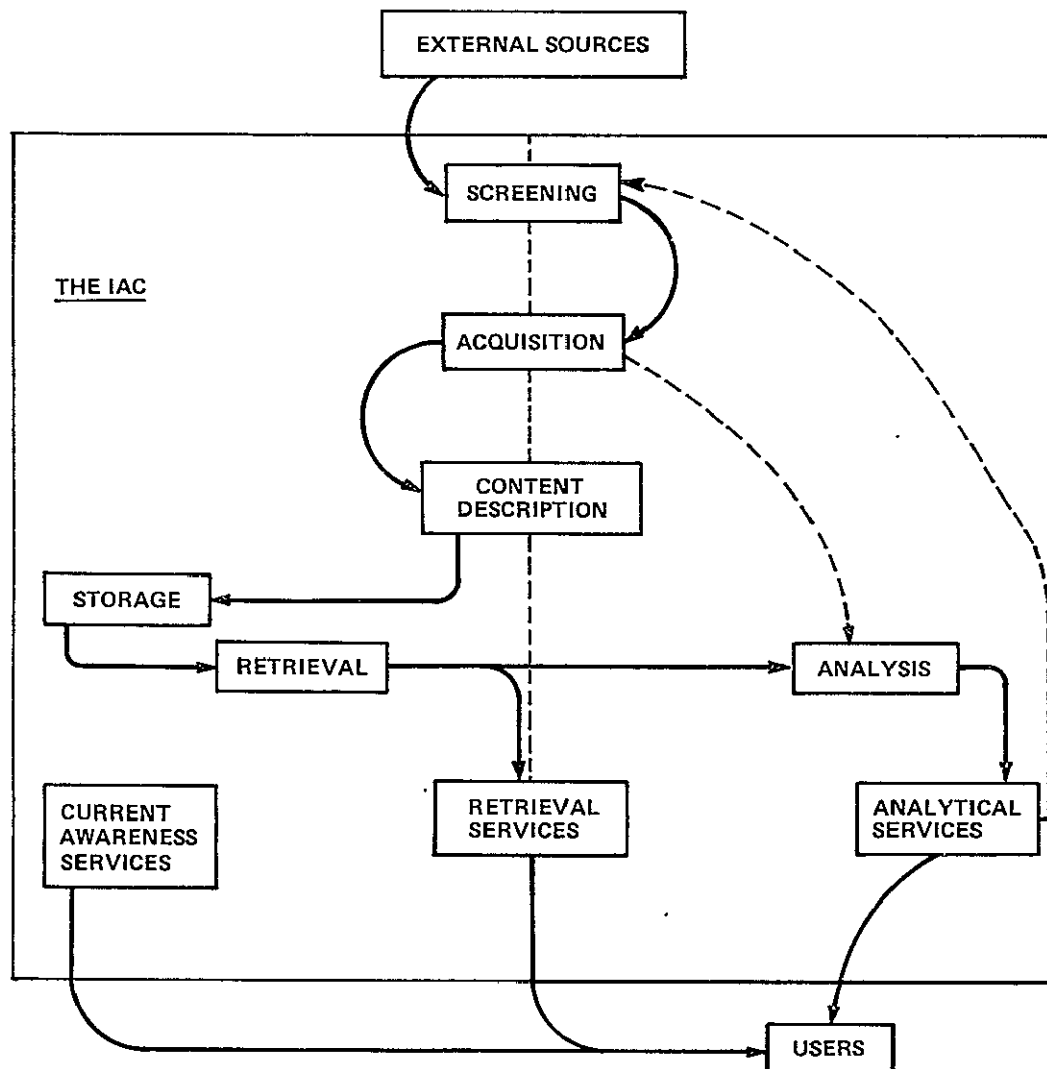 EXTERNAL SOURCES
SCREENING
THE IAC
ACQUISITION
CONTENT
DESCRIPTION
STORAGE
RETRIEVAL
ANALYSIS
CURRENT
AWARENESS
SERVICES
RETRIEVAL
SERVICES
ANALYTICAL
SERVICES
USERS